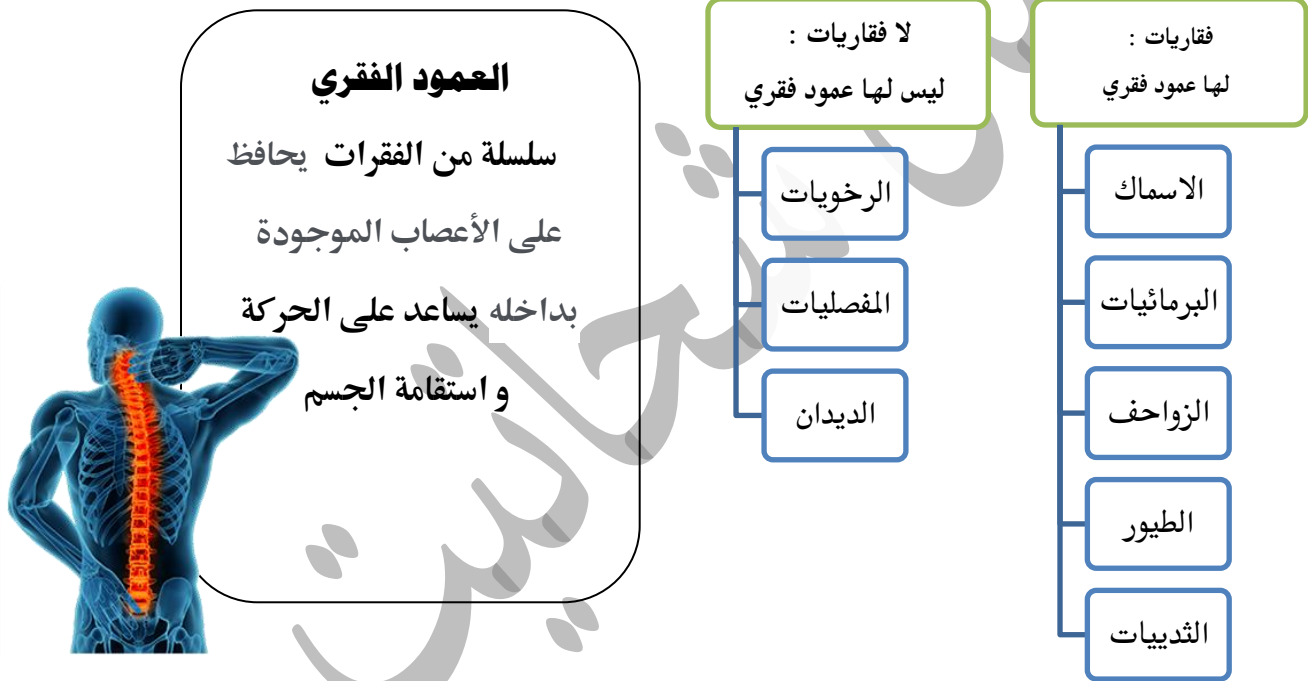 فقاريات :
لها عمود فقري
الاسماك
البرمائيات
الزواحف
الطيور
الثدييات
لا فقاريات :
ليس لها عمود فقري
الرخويات
المفصليات
الديدان
العمود الفقري
سلسلة من الفقرات يحافظ
على الأعصاب الموجودة
بداخله يساعد على الحركة
و استقامة الجسم